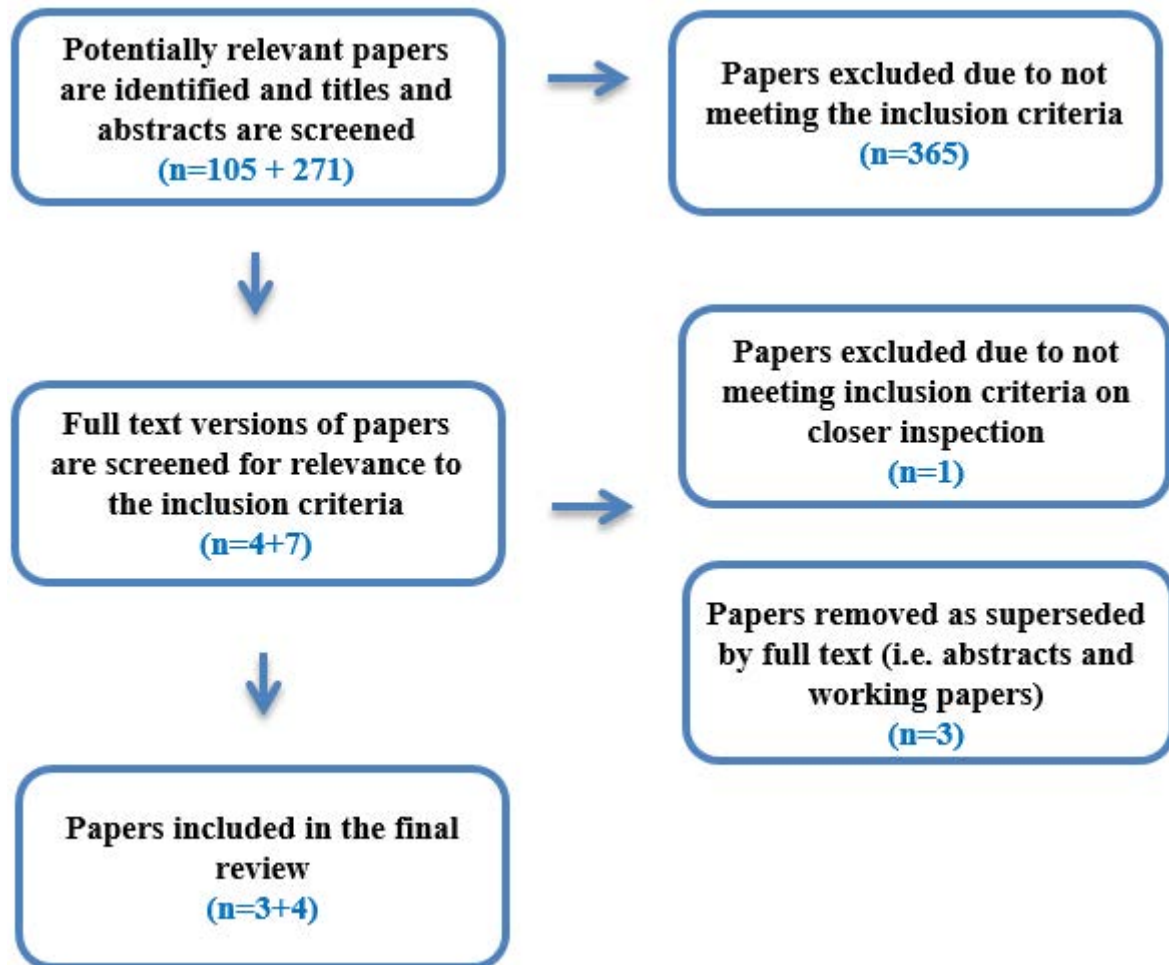 Potentially relevant papers
are identified and titles and
abstracts are screened
(n=105 + 271)
Papers excluded due to not
meeting the inclusion criteria
(n=365)
Full text versions of papers
are screened for relevance to
the inclusion criteria
(n=4+7)
Papers excluded due to not
meeting inclusion criteria on
closer inspection
(n=1)
Papers removed as superseded
by full text (i.e. abstracts and
working papers)
(n=3)
Papers included in the final
review
(n=3+4)